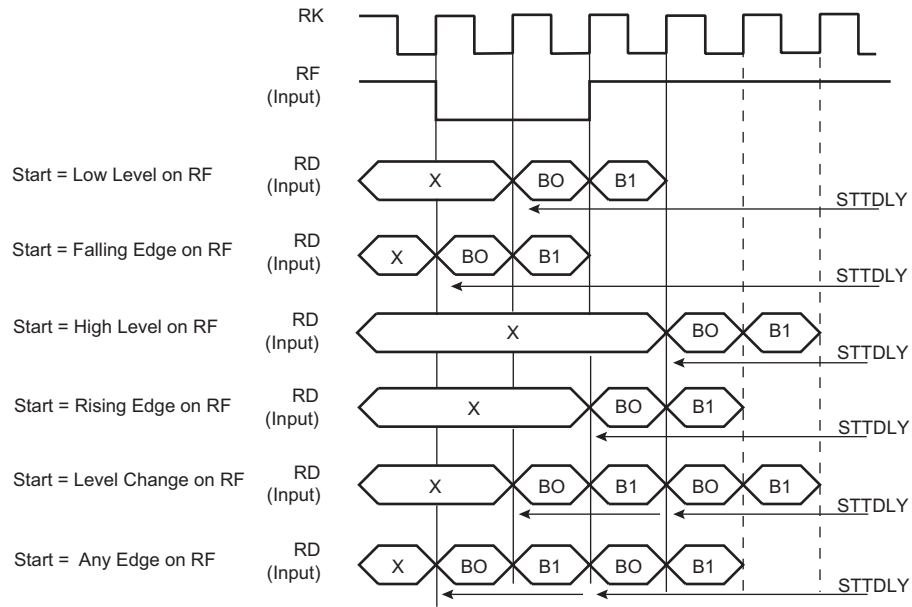 RK
RF
(Input)
Start = Low Level on RF
RD
(Input)
X
BO
B1
STTDLY
Start = Falling Edge on RF
RD
(Input)
X
BO
B1
STTDLY
Start = High Level on RF
RD
(Input)
X
BO
B1
STTDLY
Start = Rising Edge on RF
RD
(Input)
X
BO
B1
STTDLY
Start = Level Change on RF
RD
(Input)
X
BO
B1
BO
B1
STTDLY
Start = Any Edge on RF
RD
(Input)
X
BO
B1
BO
B1
STTDLY